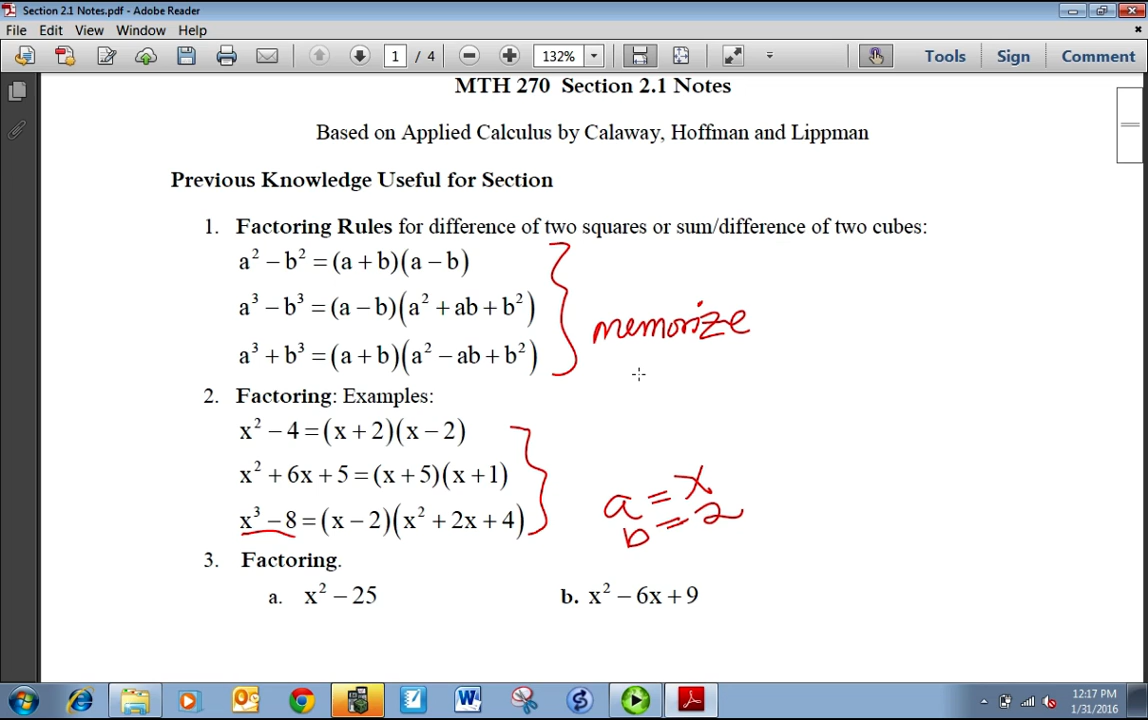 Section 2.1 Notes.pdf - Adobe Reader
File Edit View Window Help
1 / 4 132% Tools Sign Comment
MTH 270 Section 2.1 Notes
Based on Applied Calculus by Calaway, Hoffman and Lippman
Previous Knowledge Useful for Section
1. Factoring Rules for difference of two squares or sum/difference of two cubes:
a² − b² = (a + b)(a − b)
a³ − b³ = (a − b)(a² + ab + b²)
memorize
a³ + b³ = (a + b)(a² − ab + b²)
2. Factoring: Examples:
x² − 4 = (x + 2)(x − 2)
x² + 6x + 5 = (x + 5)(x + 1)
a = x
x³ − 8 = (x − 2)(x² + 2x + 4)
b = 2
3. Factoring.
a. x² − 25 b. x² − 6x + 9
12:17 PM
1/31/2016